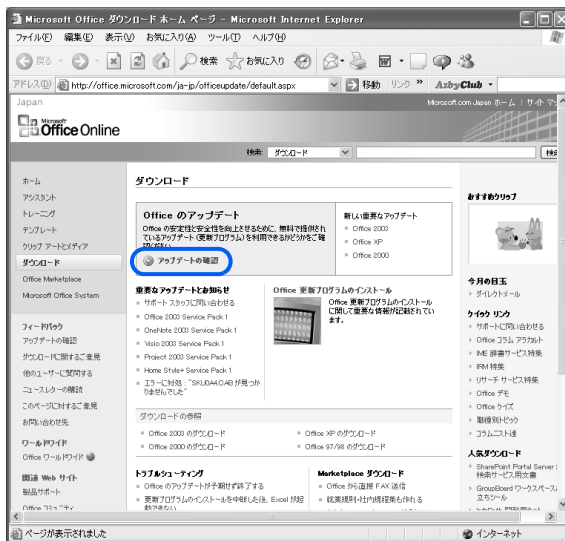 Microsoft Office ダウンロード ホーム ページ - Microsoft Internet Explorer
ファイル(F) 編集(E) 表示(V) お気に入り(A) ツール(T) ヘルプ(H)
戻る 検索 お気に入り
アドレス(D) http://office.microsoft.com/ja-jp/officeupdate/default.aspx 移動 リンク » AzbyClub
Japan Microsoft.com Japan ホーム | サイト マ
Microsoft
Office Online
検索: ダウンロード 検
ホーム
アシスタント
トレーニング
テンプレート
クリップ アートとメディア
ダウンロード
Office Marketplace
Microsoft Office System
フィードバック
アップデートの確認
ダウンロードに関するご意見
他のユーザーに質問する
ニュースレターの購読
このページに対するご意見
お問い合わせ先
ワールドワイド
Office ワールドワイド
関連 Web サイト
製品サポート
Office コミュニティ
ダウンロード
Office のアップデート
Office の安定性と安全性を向上させるために、無料で提供され
ているアップデート (更新プログラム) を利用できるかどうかをご確
認ください。
アップデートの確認
新しい重要なアップデート
Office 2003
Office XP
Office 2000
重要なアップデートとお知らせ
サポート スタッフに問い合わせる
Office 2003 Service Pack 1
OneNote 2003 Service Pack 1
Visio 2003 Service Pack 1
Project 2003 Service Pack 1
Home Style+ Service Pack 1
エラーに対処 : "SKU0A4.CAB が見つか
りませんでした"
Office 更新プログラムのインストール
Office 更新プログラムのインストール
に関して重要な情報が記載されてい
ます。
ダウンロードの参照
Office 2003 のダウンロード
Office XP のダウンロード
Office 2000 のダウンロード
Office 97/98 のダウンロード
トラブルシューティング
Office のアップデートが予期せず終了する
更新プログラムのインストールを中断した後、Excel が起
動できない
Marketplace ダウンロード
Office から直接 FAX 送信
就業規則・社内規程集も作れる
おすすめクリップ
今月の目玉
ダイレクトメール
クイック リンク
サポートに問い合わせる
Office コラム アラカルト
IME 辞書サービス特集
IRM 特集
リサーチ サービス特集
Office デモ
Office クイズ
職種別トピック
コラムニスト達
人気ダウンロード
SharePoint Portal Server
検索サービス用文書
GroupBoard ワークスペース
立ちツール
ページが表示されました
インターネット